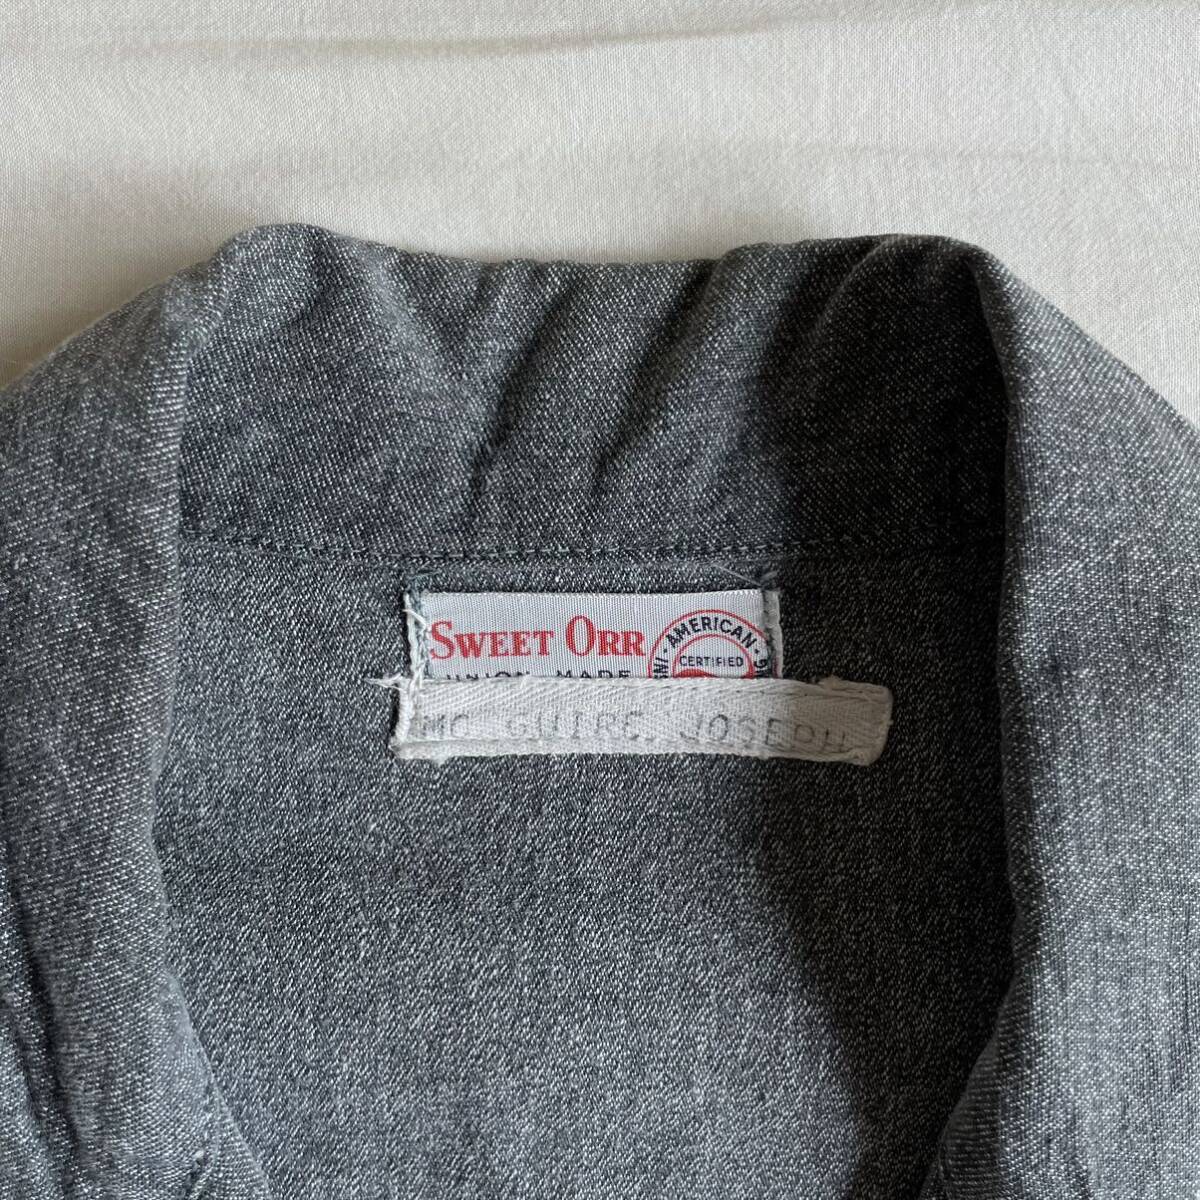 SWEET ORR
UNION MADE
· AMERICAN ·
CERTIFIED
MC GUIRE, JOSEPH